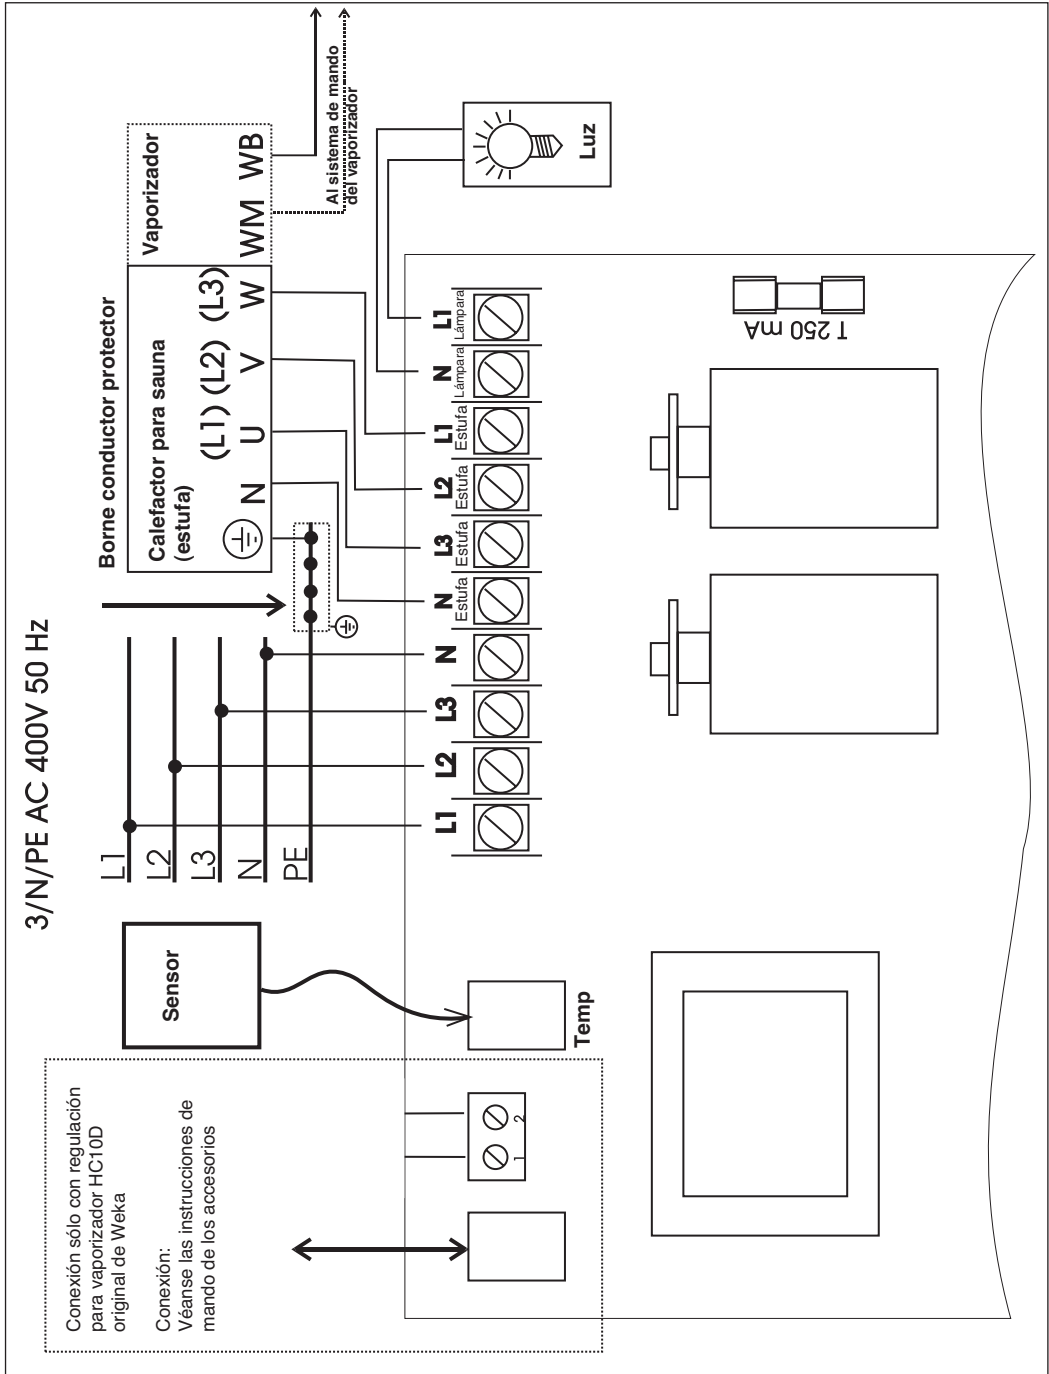 3/N/PE AC 400V 50 Hz
Conexión sólo con regulación
para vaporizador HC10D
original de Weka
Conexión:
Véanse las instrucciones de
mando de los accesorios
Sensor
Temp
1
2
L1
L2
L3
N
PE
Borne conductor protector
Calefactor para sauna
(estufa)
(L1) (L2) (L3)
N U V W
Vaporizador
WM WB
Al sistema de mando
del vaporizador
Luz
L1
L2
L3
N
N
Estufa
L3
Estufa
L2
Estufa
L1
Estufa
N
Lámpara
L1
Lámpara
T 250 mA